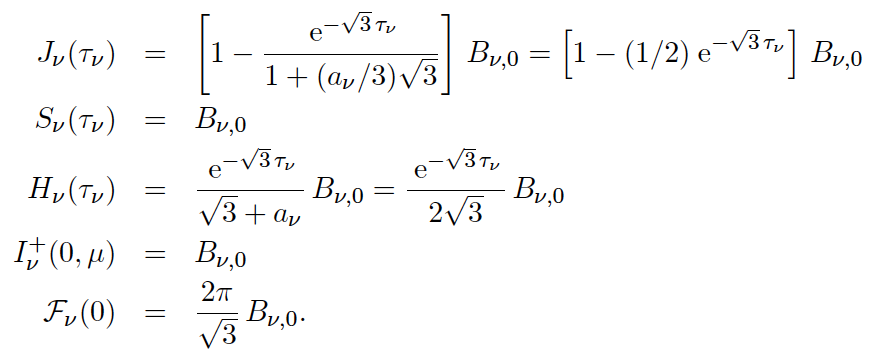 J_ν(τ_ν) = [1 − e^{−√3 τ_ν} / (1 + (a_ν/3)√3)] B_{ν,0} = [1 − (1/2) e^{−√3 τ_ν}] B_{ν,0}
S_ν(τ_ν) = B_{ν,0}
H_ν(τ_ν) = e^{−√3 τ_ν} / (√3 + a_ν) B_{ν,0} = e^{−√3 τ_ν} / (2√3) B_{ν,0}
I_ν^+(0, μ) = B_{ν,0}
ℱ_ν(0) = 2π / √3 B_{ν,0}.